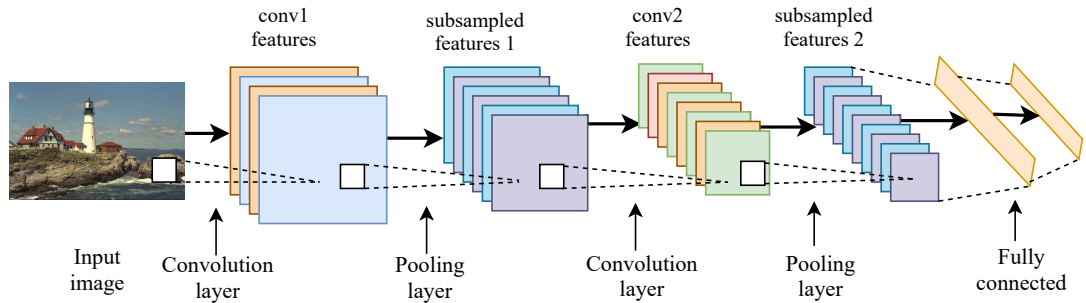 conv1
features
subsampled
features 1
conv2
features
subsampled
features 2
Input
image
Convolution
layer
Pooling
layer
Convolution
layer
Pooling
layer
Fully
connected